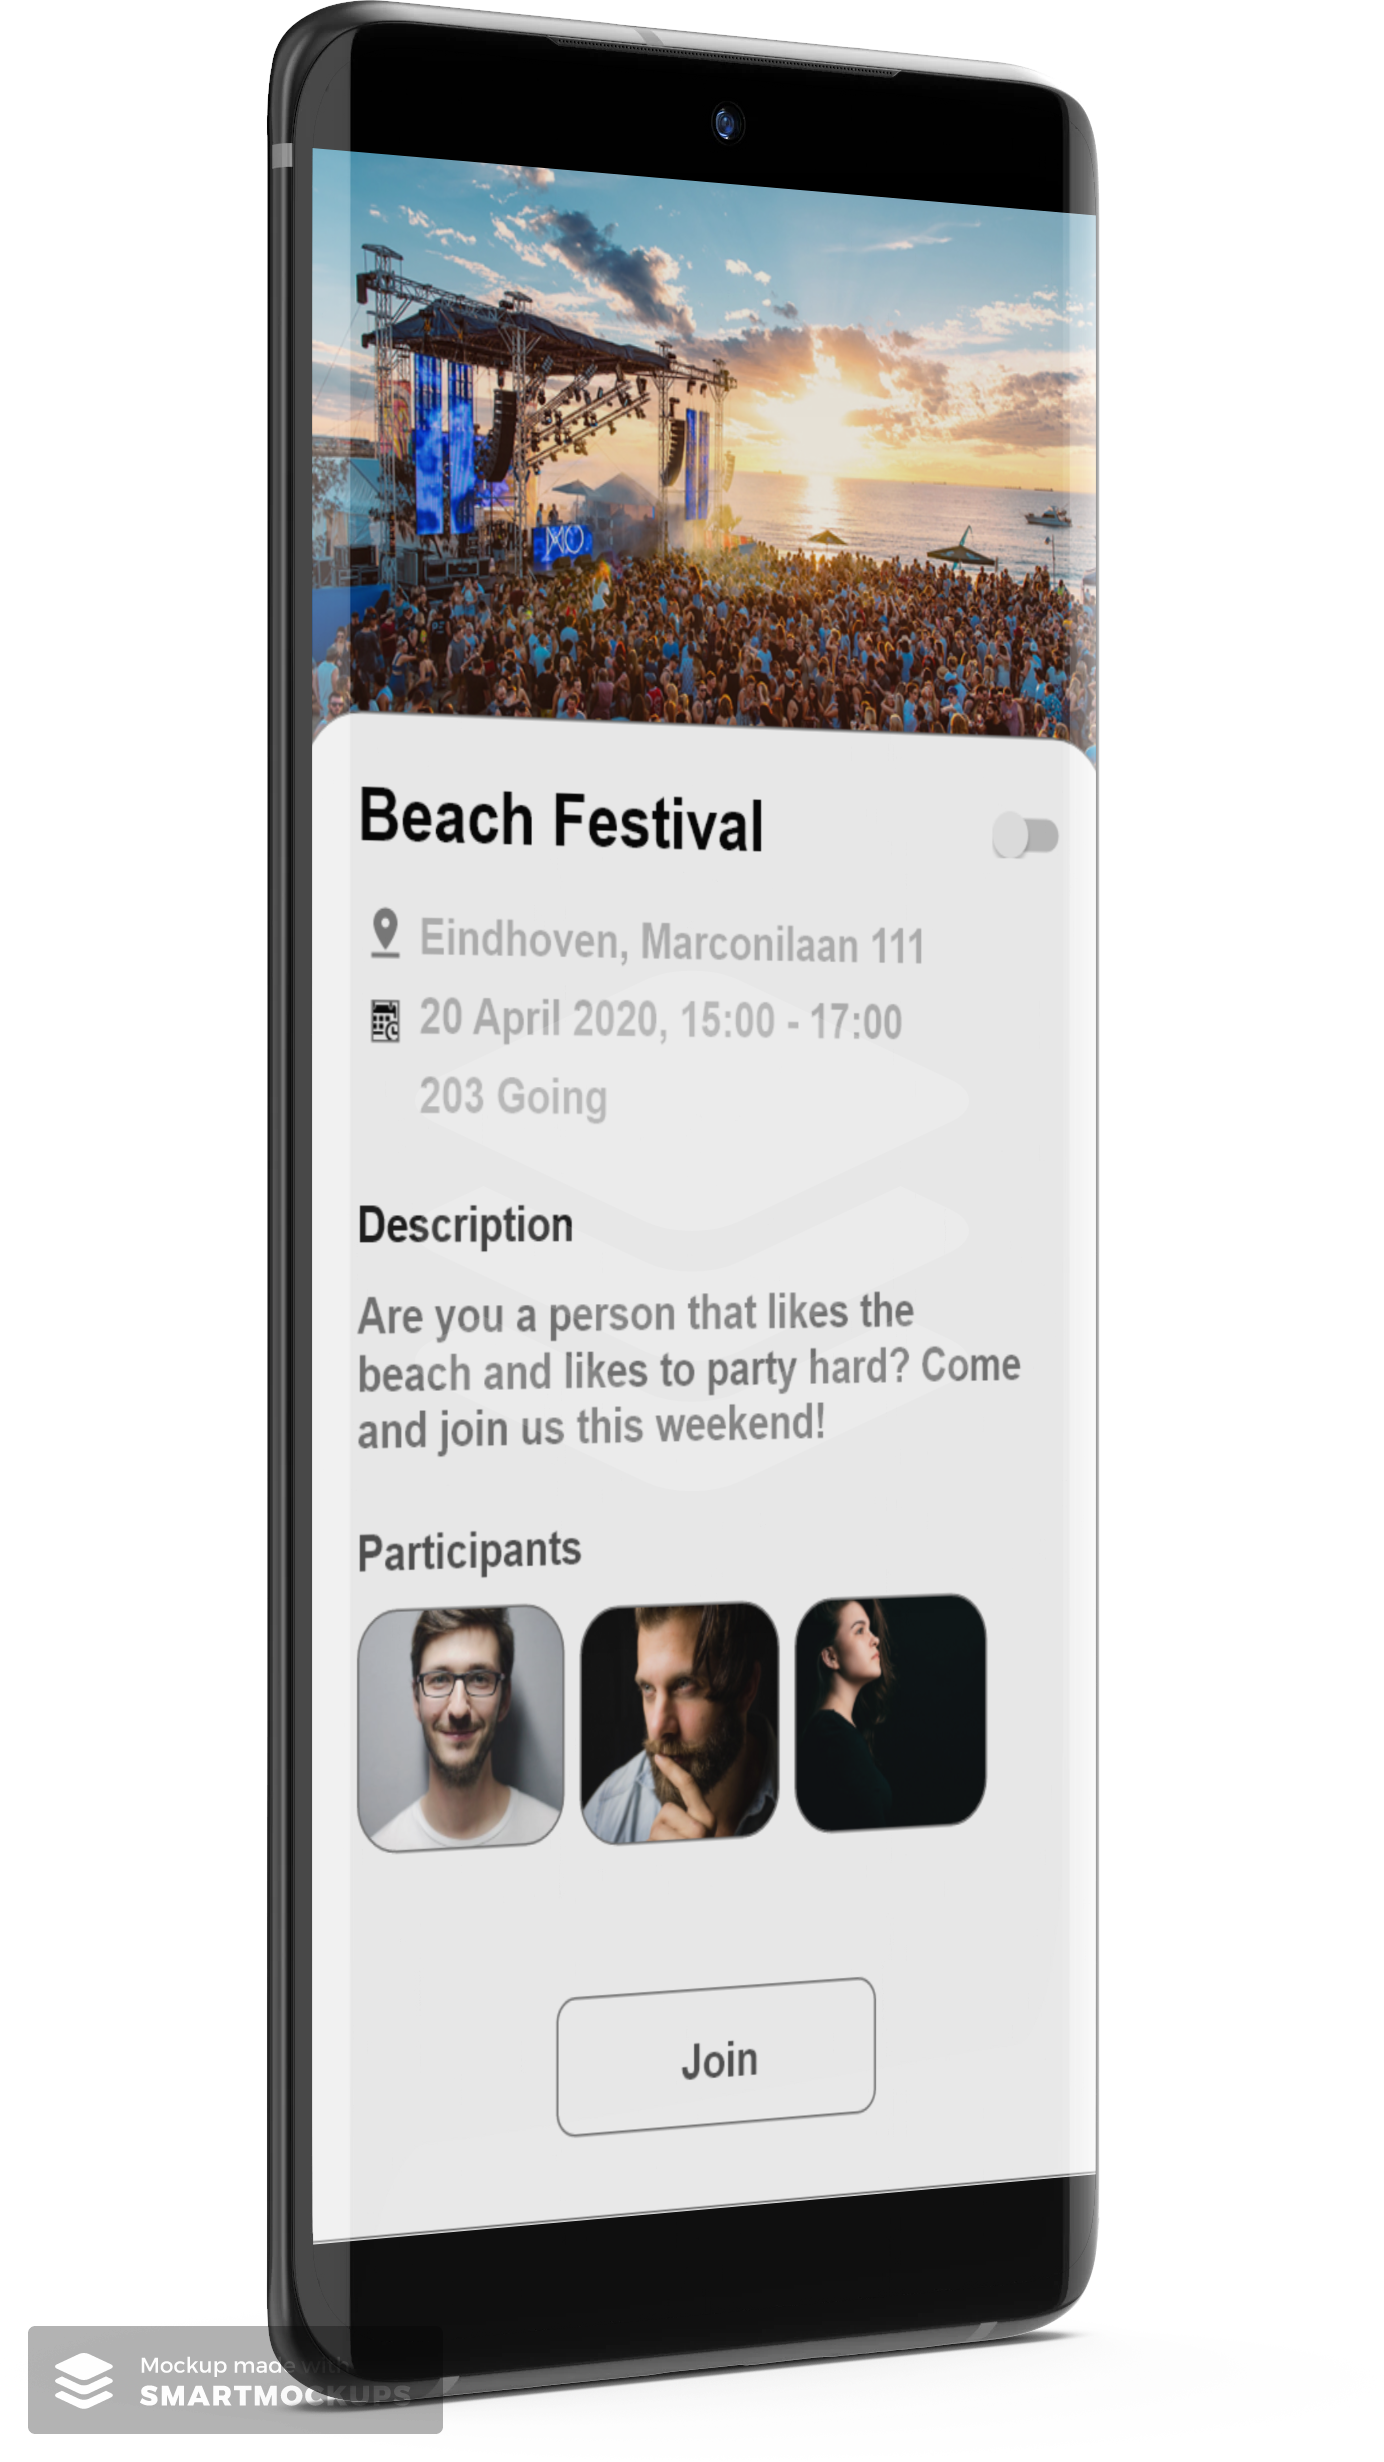 Beach Festival
Eindhoven, Marconilaan 111
20 April 2020, 15:00 - 17:00
203 Going
Description
Are you a person that likes the
beach and likes to party hard? Come
and join us this weekend!
Participants
Join
Mockup made with
SMARTMOCKUPS